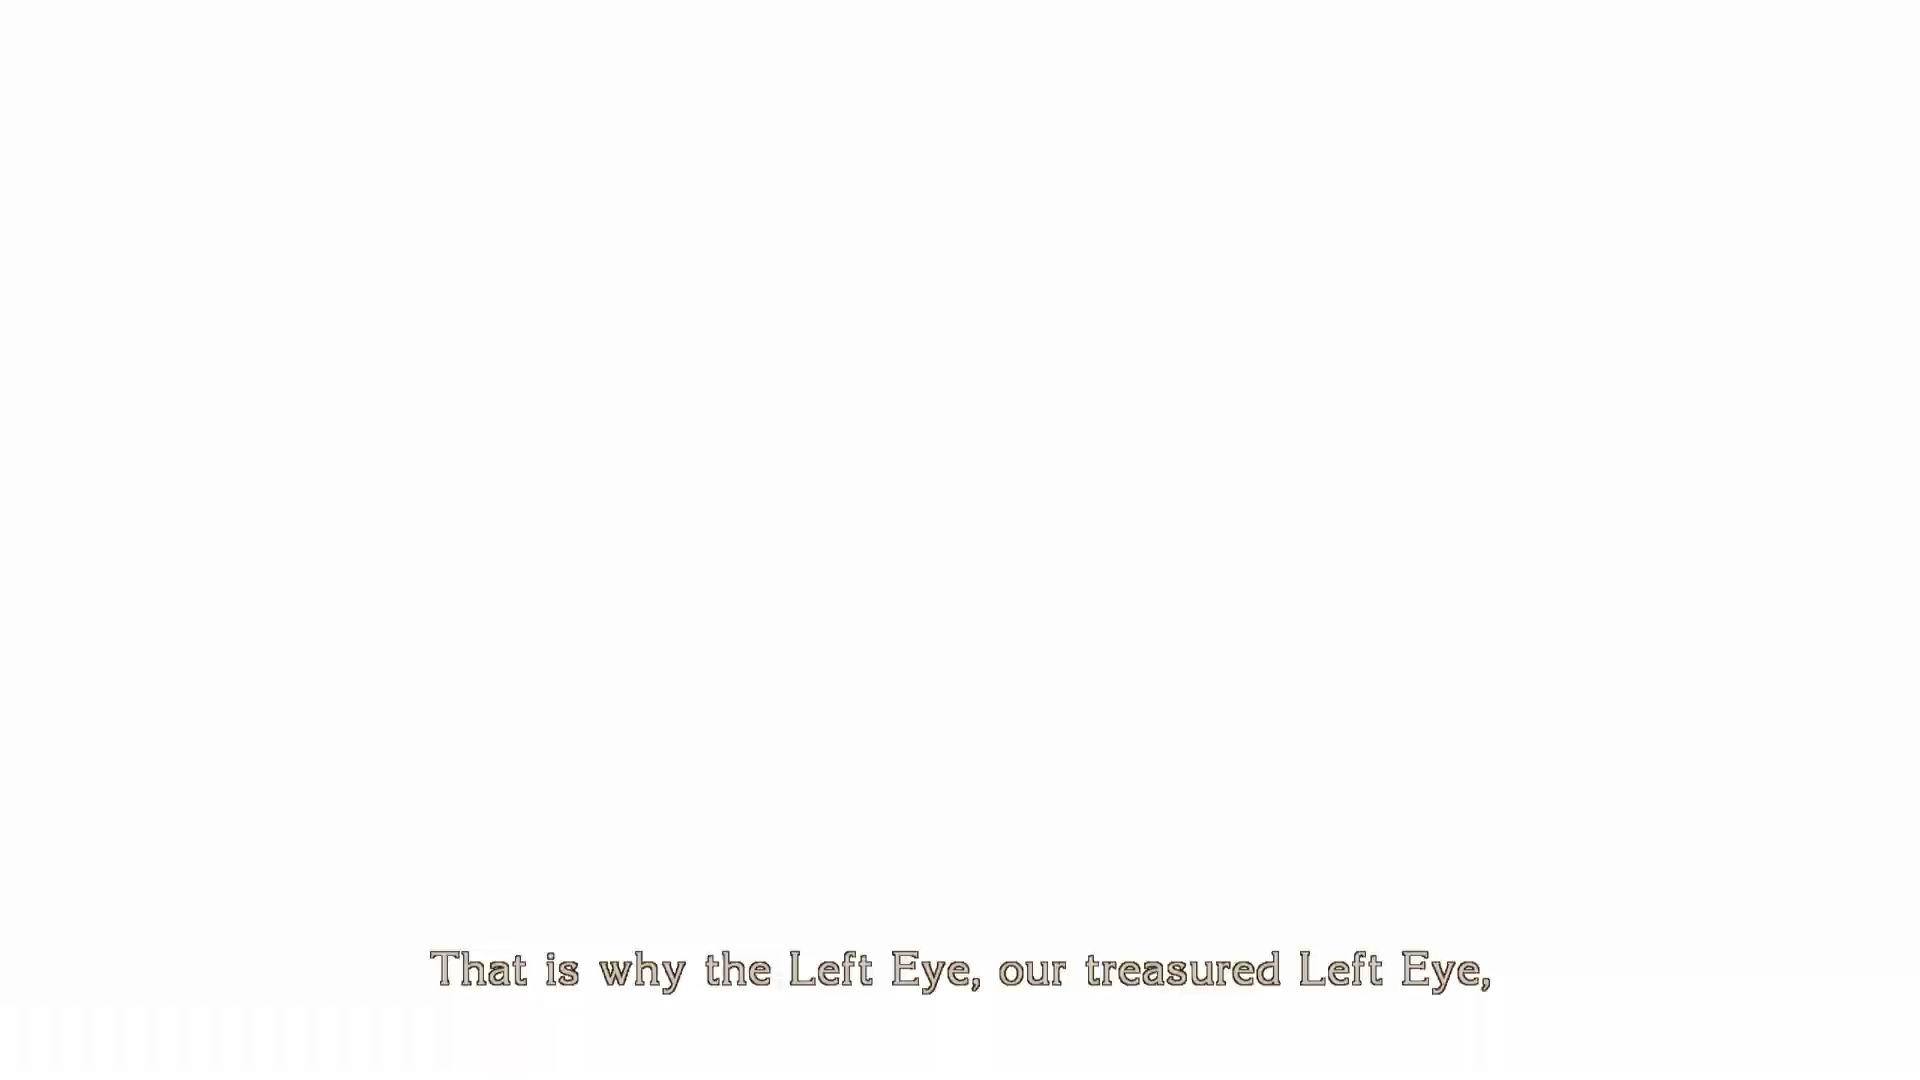 That is why the Left Eye, our treasured Left Eye,